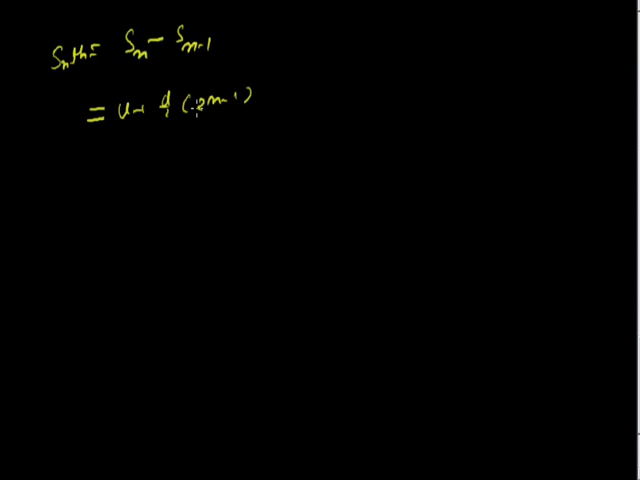 Snth = Sn - Sn-1
= u + a/2 (2n-1)